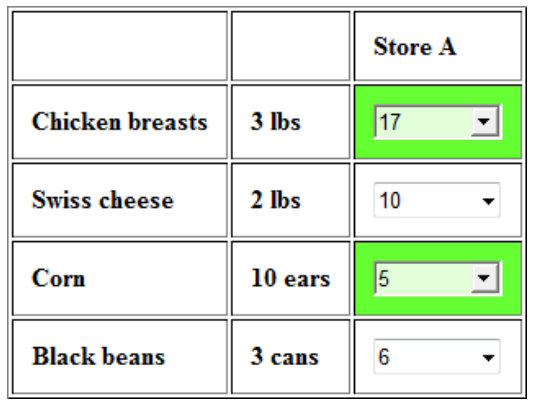 Store A
Chicken breasts 3 lbs 17
Swiss cheese 2 lbs 10
Corn 10 ears 5
Black beans 3 cans 6